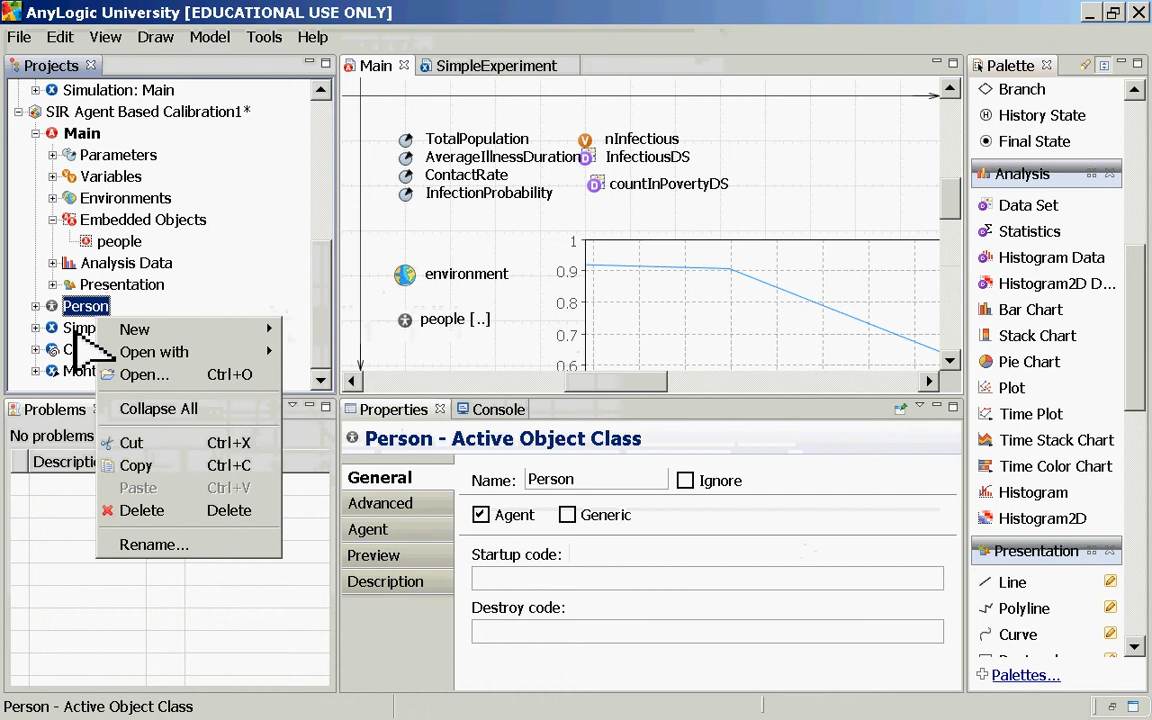 AnyLogic University [EDUCATIONAL USE ONLY]
File Edit View Draw Model Tools Help
Projects
Simulation: Main
SIR Agent Based Calibration1*
Main
Parameters
Variables
Environments
Embedded Objects
people
Analysis Data
Presentation
Person
Simp
C
Mont
New
Open with
Open... Ctrl+O
Collapse All
Cut Ctrl+X
Copy Ctrl+C
Paste Ctrl+V
Delete Delete
Rename...
Problems
No problems
Descriptio
Main SimpleExperiment
TotalPopulation
AverageIllnessDuration
ContactRate
InfectionProbability
nInfectious
InfectiousDS
countInPovertyDS
environment
people [..]
1
0.9
0.8
0.7
0.6
Properties Console
Person - Active Object Class
General
Advanced
Agent
Preview
Description
Name: Person Ignore
Agent Generic
Startup code:
Destroy code:
Palette
Branch
History State
Final State
Analysis
Data Set
Statistics
Histogram Data
Histogram2D D...
Bar Chart
Stack Chart
Pie Chart
Plot
Time Plot
Time Stack Chart
Time Color Chart
Histogram
Histogram2D
Presentation
Line
Polyline
Curve
Palettes...
Person - Active Object Class